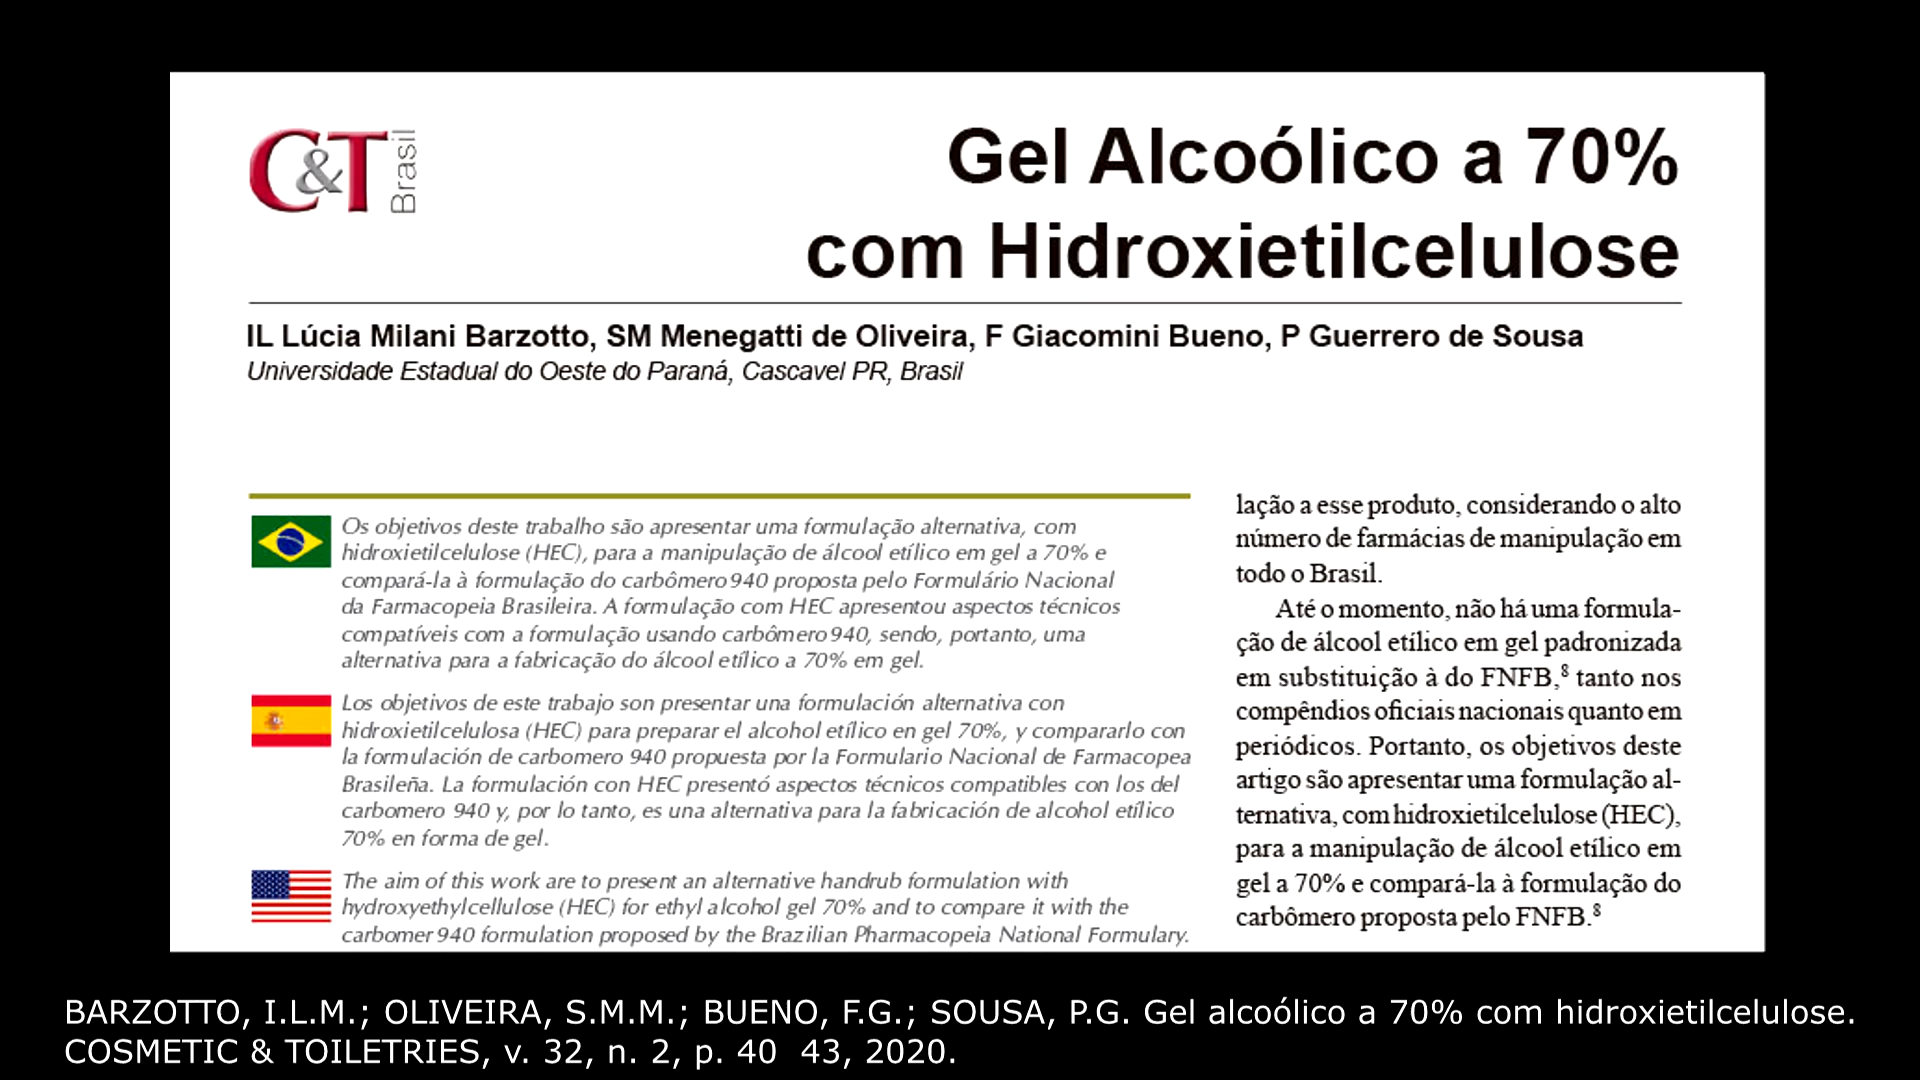 C&T Brasil
Gel Alcoólico a 70%
com Hidroxietilcelulose
IL Lúcia Milani Barzotto, SM Menegatti de Oliveira, F Giacomini Bueno, P Guerrero de Sousa
Universidade Estadual do Oeste do Paraná, Cascavel PR, Brasil
Os objetivos deste trabalho são apresentar uma formulação alternativa, com
hidroxietilcelulose (HEC), para a manipulação de álcool etílico em gel a 70% e
compará-la à formulação do carbômero 940 proposta pelo Formulário Nacional
da Farmacopeia Brasileira. A formulação com HEC apresentou aspectos técnicos
compatíveis com a formulação usando carbômero 940, sendo, portanto, uma
alternativa para a fabricação do álcool etílico a 70% em gel.
Los objetivos de este trabajo son presentar una formulación alternativa con
hidroxietilcelulosa (HEC) para preparar el alcohol etílico en gel 70%, y compararlo con
la formulación de carbomero 940 propuesta por la Formulario Nacional de Farmacopea
Brasileña. La formulación con HEC presentó aspectos técnicos compatibles con los del
carbomero 940 y, por lo tanto, es una alternativa para la fabricación de alcohol etílico
70% en forma de gel.
The aim of this work are to present an alternative handrub formulation with
hydroxyethylcellulose (HEC) for ethyl alcohol gel 70% and to compare it with the
carbomer 940 formulation proposed by the Brazilian Pharmacopeia National Formulary.
lação a esse produto, considerando o alto
número de farmácias de manipulação em
todo o Brasil.
Até o momento, não há uma formula-
ção de álcool etílico em gel padronizada
em substituição à do FNFB,⁸ tanto nos
compêndios oficiais nacionais quanto em
periódicos. Portanto, os objetivos deste
artigo são apresentar uma formulação al-
ternativa, com hidroxietilcelulose (HEC),
para a manipulação de álcool etílico em
gel a 70% e compará-la à formulação do
carbômero proposta pelo FNFB.⁸
BARZOTTO, I.L.M.; OLIVEIRA, S.M.M.; BUENO, F.G.; SOUSA, P.G. Gel alcoólico a 70% com hidroxietilcelulose.
COSMETIC & TOILETRIES, v. 32, n. 2, p. 40 43, 2020.